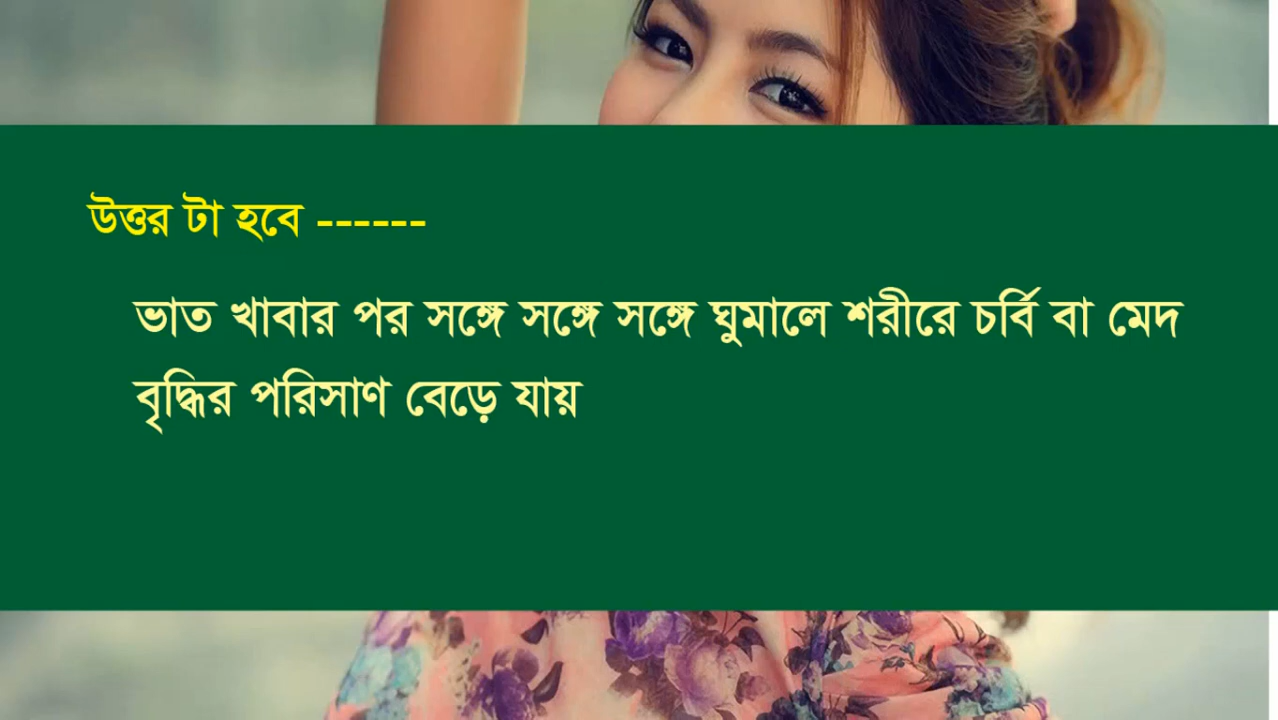 উত্তর টা হবে ------
ভাত খাবার পর সঙ্গে সঙ্গে সঙ্গে ঘুমালে শরীরে চর্বি বা মেদ
বৃদ্ধির পরিসাণ বেড়ে যায়